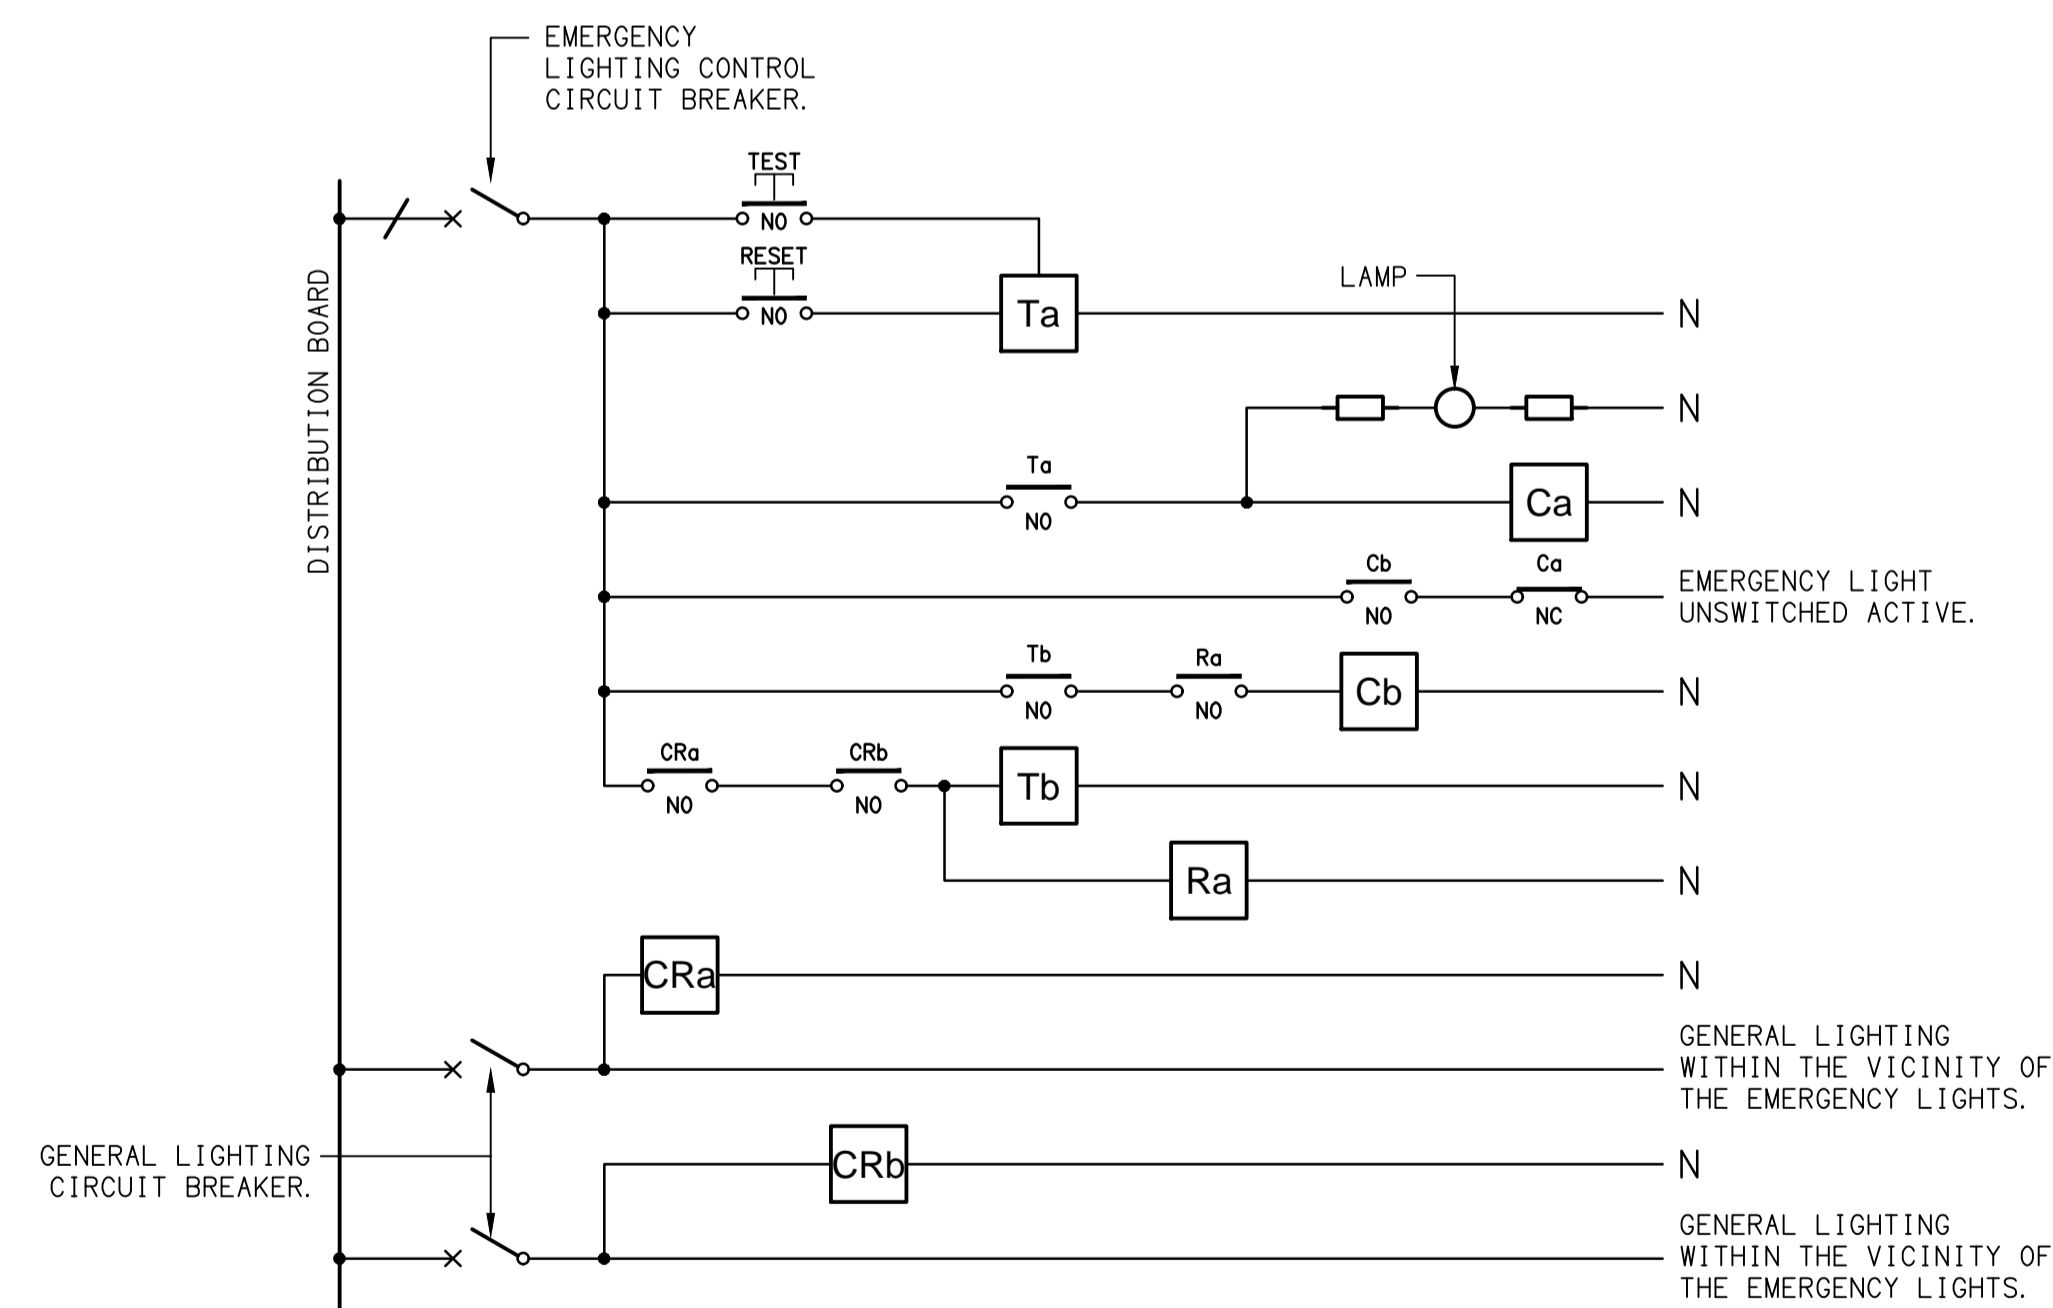 EMERGENCY
LIGHTING CONTROL
CIRCUIT BREAKER.
TEST
NO
RESET
NO
Ta
N
LAMP
N
Ta
NO
Ca
N
Cb
NO
Ca
NC
EMERGENCY LIGHT
UNSWITCHED ACTIVE.
Tb
NO
Ra
NO
Cb
N
CRa
NO
CRb
NO
Tb
N
Ra
N
CRa
N
DISTRIBUTION BOARD
GENERAL LIGHTING
WITHIN THE VICINITY OF
THE EMERGENCY LIGHTS.
GENERAL LIGHTING
CIRCUIT BREAKER.
CRb
N
GENERAL LIGHTING
WITHIN THE VICINITY OF
THE EMERGENCY LIGHTS.